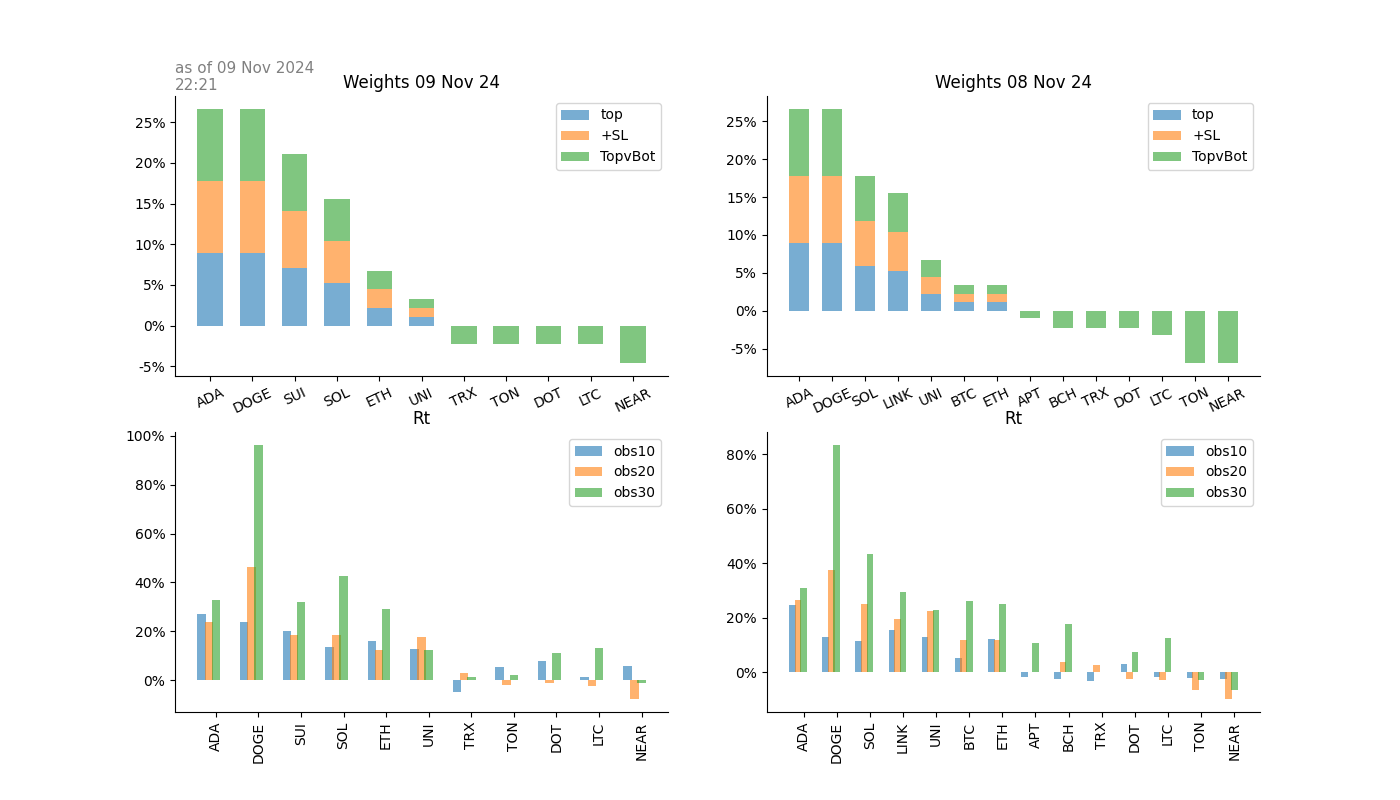 as of 09 Nov 2024
22:21
Weights 09 Nov 24
25%
20%
15%
10%
5%
0%
-5%
top
+SL
TopvBot
ADA DOGE SUI SOL ETH UNI TRX TON DOT LTC NEAR
Weights 08 Nov 24
25%
20%
15%
10%
5%
0%
-5%
top
+SL
TopvBot
ADA DOGE SOL LINK UNI BTC ETH APT BCH TRX DOT LTC TON NEAR
Rt
100%
80%
60%
40%
20%
0%
obs10
obs20
obs30
ADA DOGE SUI SOL ETH UNI TRX TON DOT LTC NEAR
Rt
80%
60%
40%
20%
0%
obs10
obs20
obs30
ADA DOGE SOL LINK UNI BTC ETH APT BCH TRX DOT LTC TON NEAR